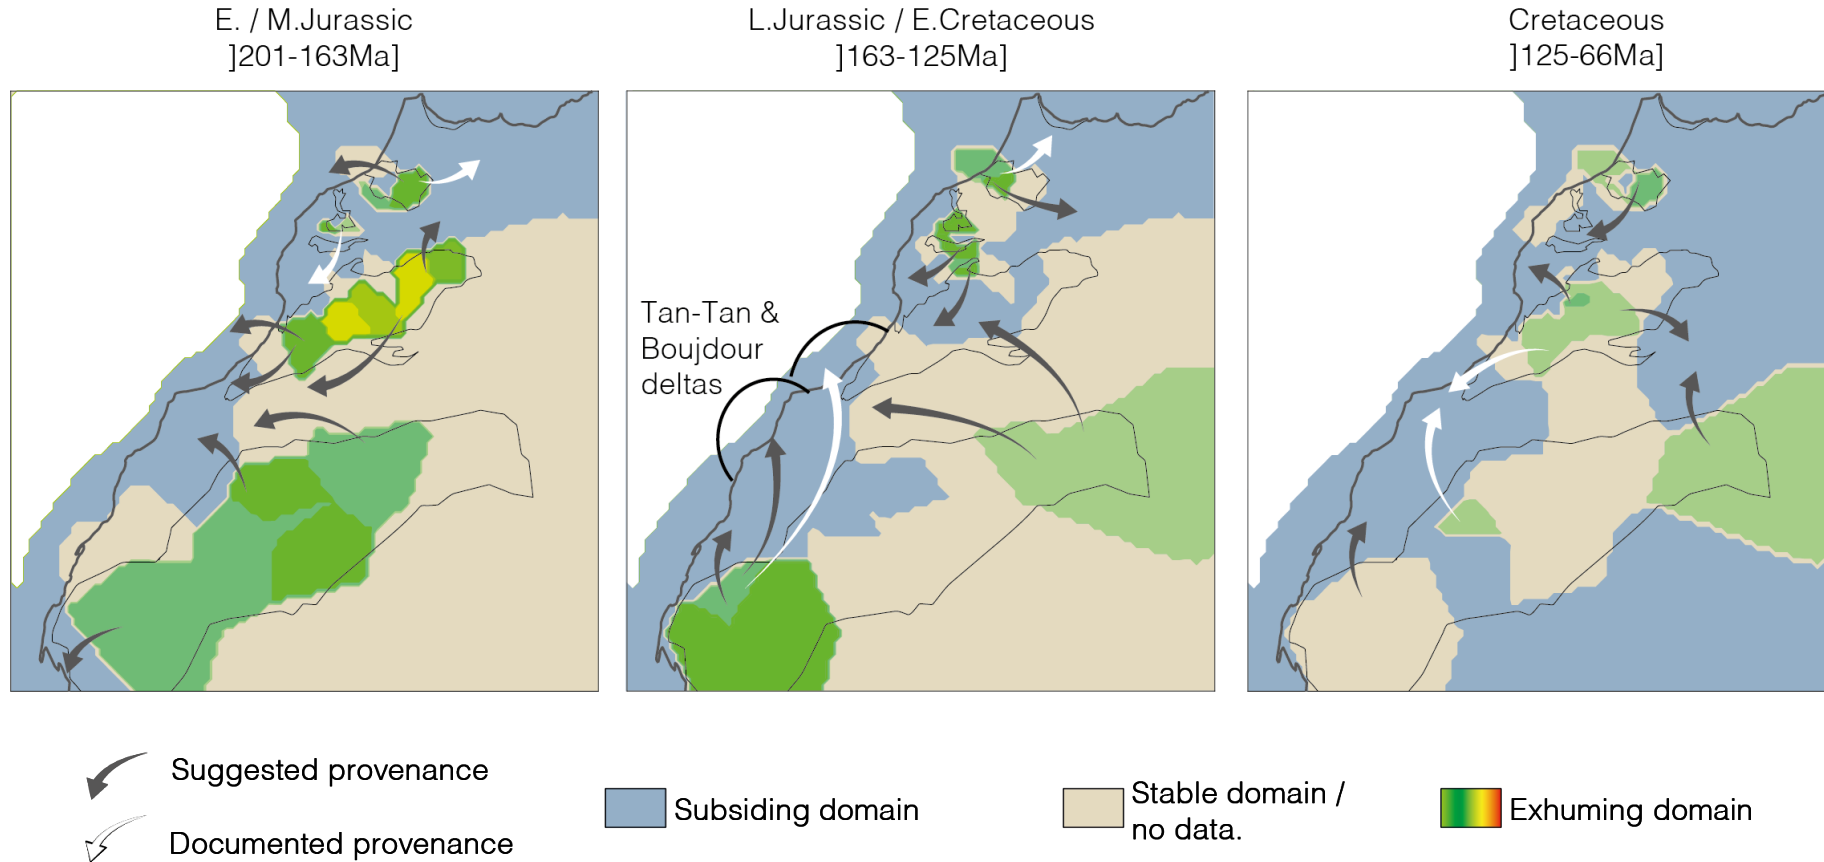 E. / M.Jurassic
]201-163Ma]
L.Jurassic / E.Cretaceous
]163-125Ma]
Cretaceous
]125-66Ma]
Tan-Tan &
Boujdour
deltas
Suggested provenance
Documented provenance
Subsiding domain
Stable domain /
no data.
Exhuming domain